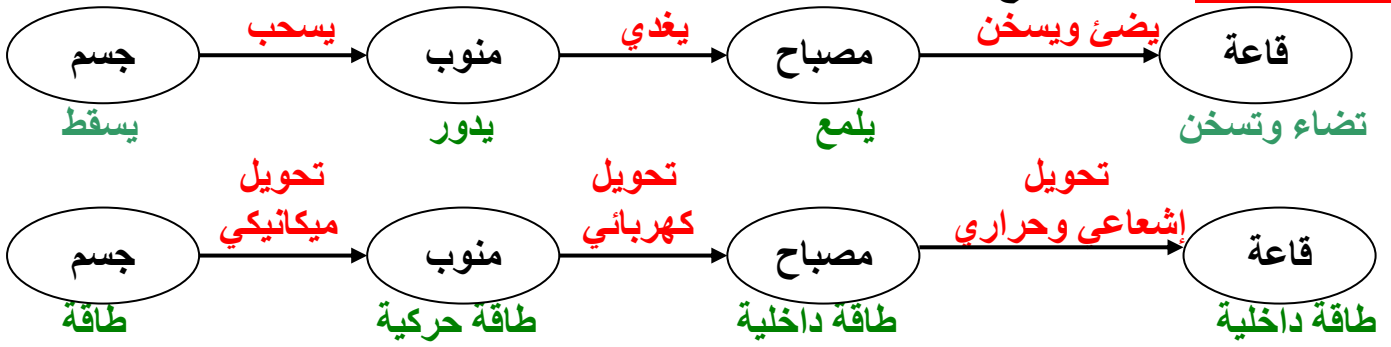 يسحب يغدي يضئ ويسخن
جسم منوب مصباح قاعة
يسقط يدور يلمع تضاء وتسخن
تحويل تحويل تحويل
ميكانيكي كهربائي إشعاعي وحراري
جسم منوب مصباح قاعة
طاقة طاقة حركية طاقة داخلية طاقة داخلية